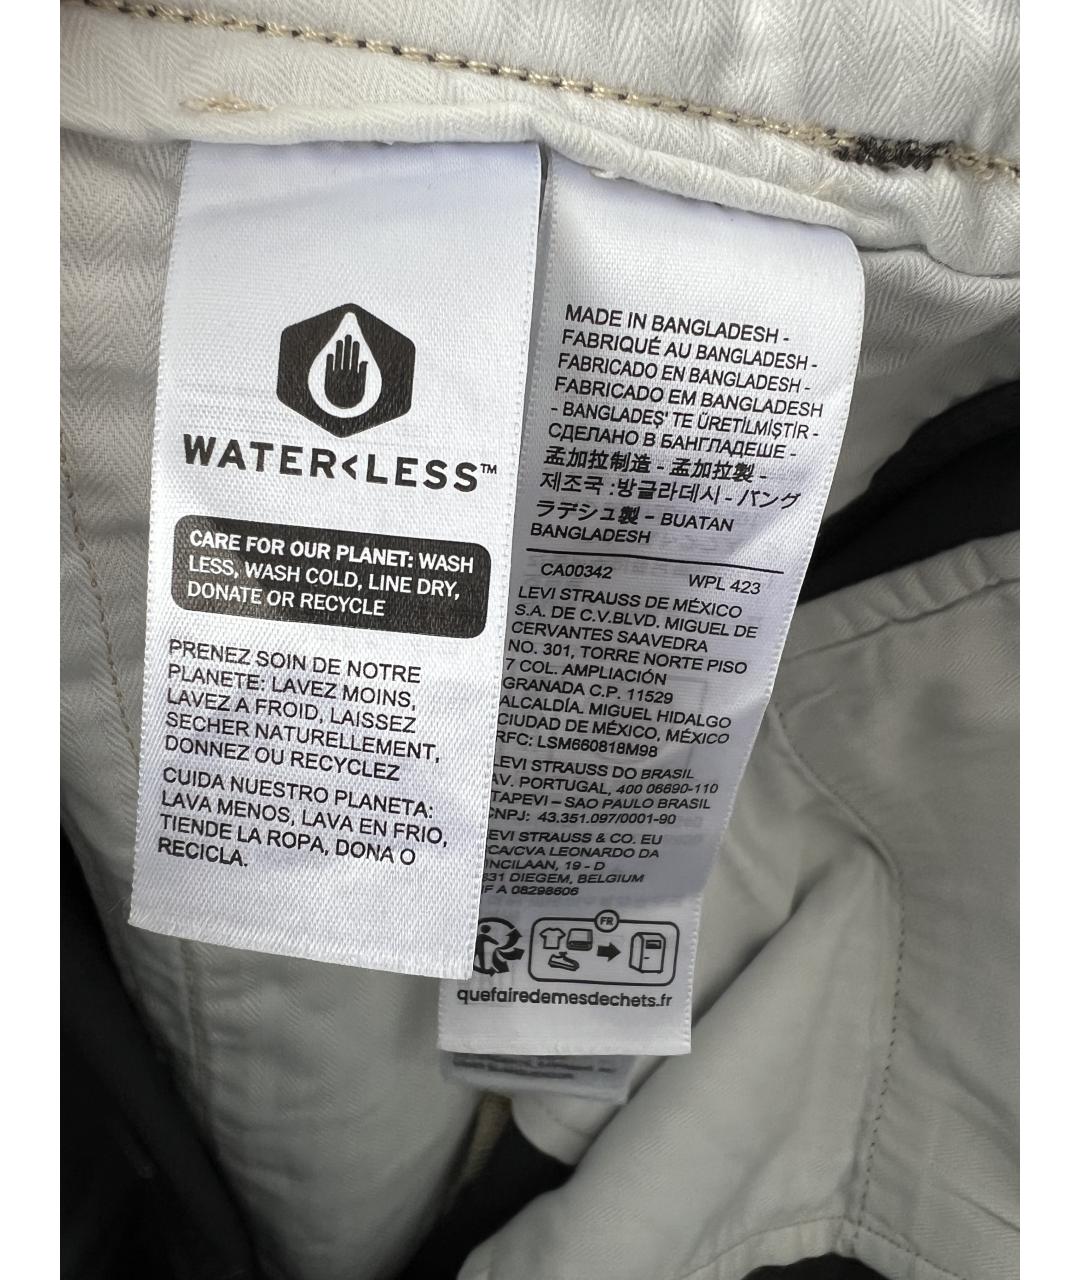 WATER<LESS™
CARE FOR OUR PLANET: WASH
LESS, WASH COLD, LINE DRY,
DONATE OR RECYCLE
PRENEZ SOIN DE NOTRE
PLANETE: LAVEZ MOINS,
LAVEZ A FROID, LAISSEZ
SECHER NATURELLEMENT,
DONNEZ OU RECYCLEZ
CUIDA NUESTRO PLANETA:
LAVA MENOS, LAVA EN FRIO,
TIENDE LA ROPA, DONA O
RECICLA.
MADE IN BANGLADESH -
FABRIQUÉ AU BANGLADESH -
FABRICADO EN BANGLADESH -
FABRICADO EM BANGLADESH
- BANGLADEŞ' TE ÜRETİLMİŞTİR -
СДЕЛАНО В БАНГЛАДЕШЕ -
孟加拉制造 - 孟加拉製 -
제조국 :방글라데시 - バング
ラデシュ製 - BUATAN
BANGLADESH
CA00342 WPL 423
LEVI STRAUSS DE MÉXICO
S.A. DE C.V.BLVD. MIGUEL DE
CERVANTES SAAVEDRA
NO. 301, TORRE NORTE PISO
7 COL. AMPLIACIÓN
GRANADA C.P. 11529
ALCALDÍA. MIGUEL HIDALGO
CIUDAD DE MÉXICO, MÉXICO
RFC: LSM660818M98
LEVI STRAUSS DO BRASIL
AV. PORTUGAL, 400 06690-110
TAPEVI – SAO PAULO BRASIL
CNPJ: 43.351.097/0001-90
EVI STRAUSS & CO. EU
CA/CVA LEONARDO DA
NCILAAN, 19 - D
831 DIEGEM, BELGIUM
F A 08298606
FR
quefairedemesdechets.fr